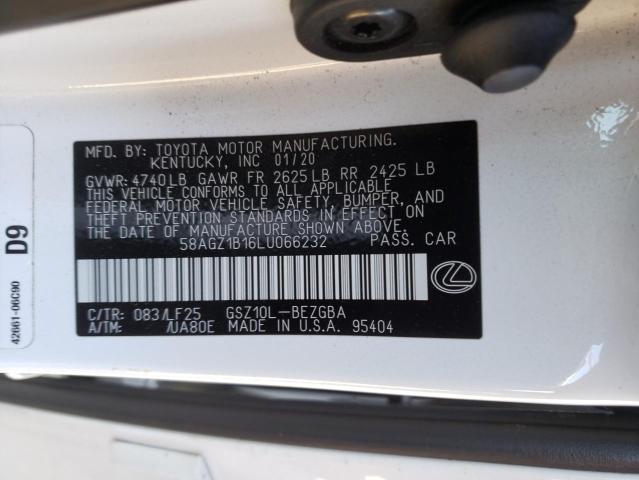 MFD. BY: TOYOTA MOTOR MANUFACTURING.
KENTUCKY, INC 01/20
GVWR: 4740LB GAWR FR 2625LB RR 2425 LB
THIS VEHICLE CONFORMS TO ALL APPLICABLE
FEDERAL MOTOR VEHICLE SAFETY, BUMPER, AND
THEFT PREVENTION STANDARDS IN EFFECT ON
THE DATE OF MANUFACTURE SHOWN ABOVE.
58AGZ1B16LU066232 PASS. CAR
C/TR: 083/LF25 GSZ10L-BEZGBA
A/TM: /UA80E MADE IN U.S.A. 95404
D9
42661-06C90